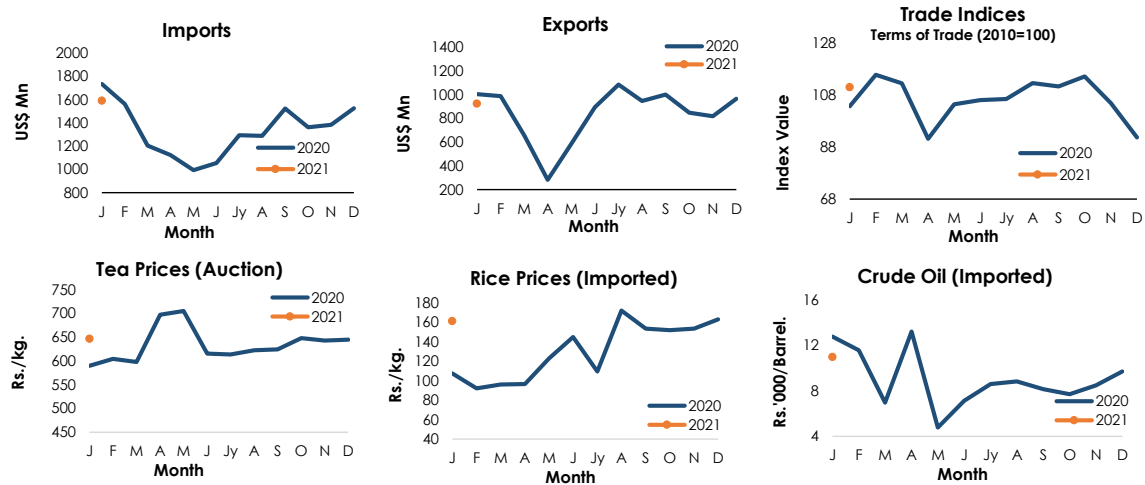 Imports
US$ Mn
2000
1800
1600
1400
1200
1000
800
2020
2021
J F M A M J Jy A S O N D
Month
Exports
US$ Mn
1400
1200
1000
800
600
400
200
2020
2021
J F M A M J Jy A S O N D
Month
Trade Indices
Terms of Trade (2010=100)
Index Value
128
108
88
68
2020
2021
J F M A M J Jy A S O N D
Month
Tea Prices (Auction)
Rs./kg.
750
700
650
600
550
500
450
2020
2021
J F M A M J Jy A S O N D
Month
Rice Prices (Imported)
Rs./kg.
180
160
140
120
100
80
60
40
2020
2021
J F M A M J Jy A S O N D
Month
Crude Oil (Imported)
Rs.'000/Barrel.
16
12
8
4
2020
2021
J F M A M J Jy A S O N D
Month